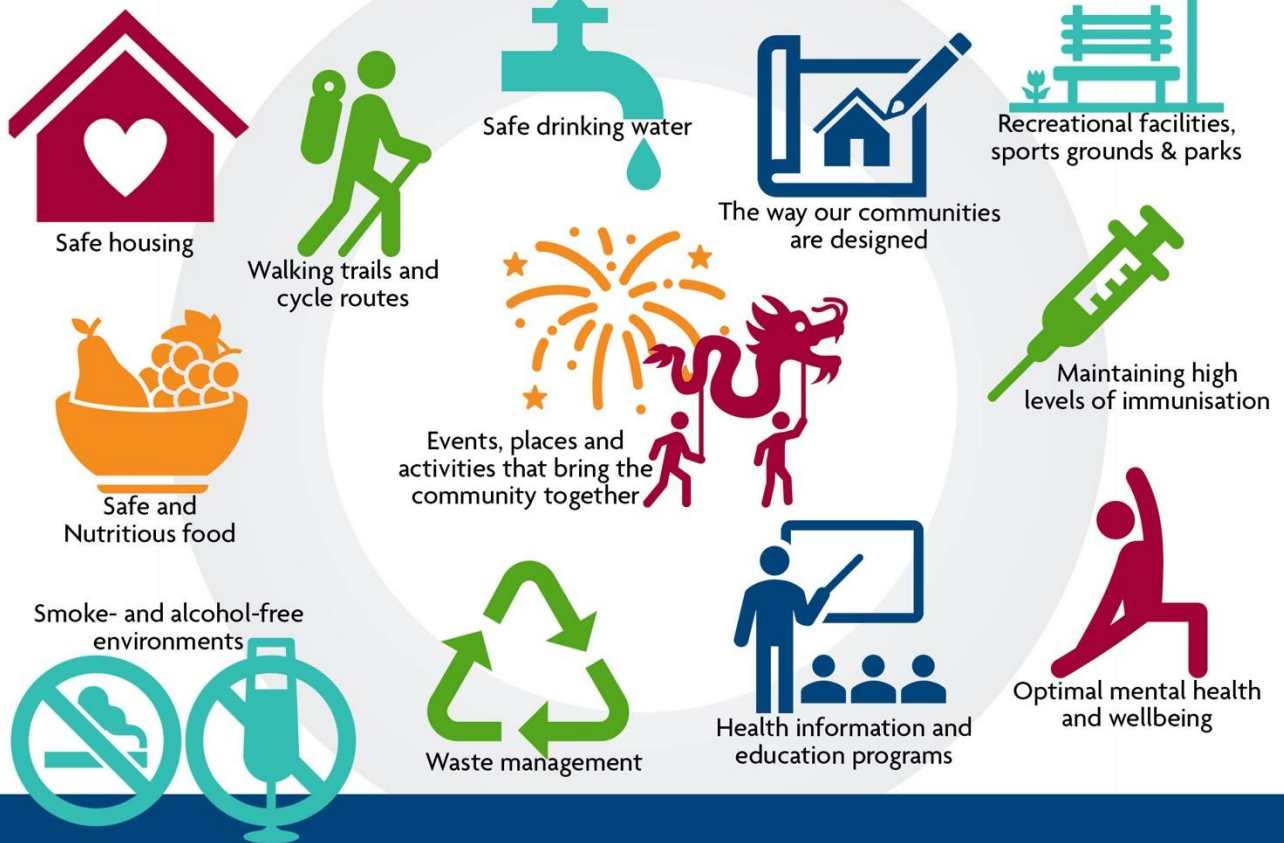 Safe drinking water
Recreational facilities,
sports grounds & parks
The way our communities
are designed
Safe housing
Walking trails and
cycle routes
Maintaining high
levels of immunisation
Events, places and
activities that bring the
community together
Safe and
Nutritious food
Smoke- and alcohol-free
environments
Waste management
Health information and
education programs
Optimal mental health
and wellbeing